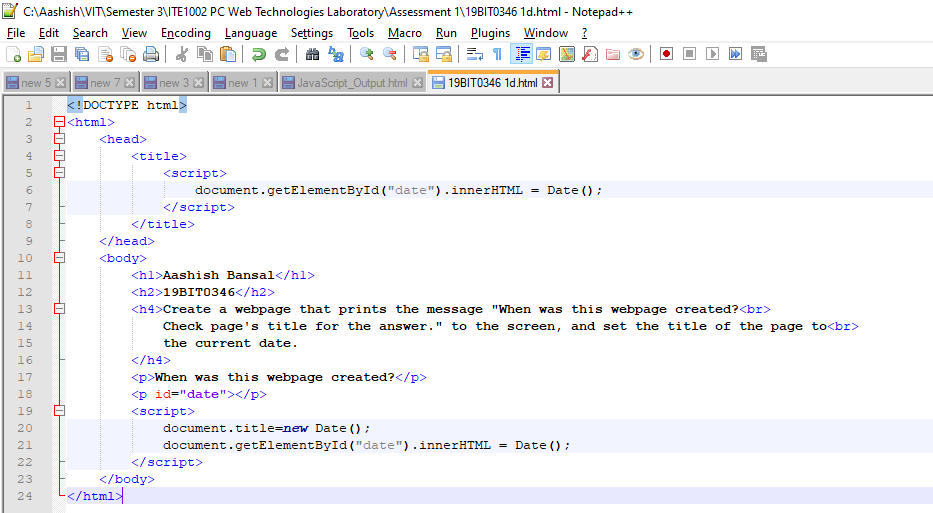 C:\Aashish\VIT\Semester 3\ITE1002 PC Web Technologies Laboratory\Assessment 1\19BIT0346 1d.html - Notepad++
File Edit Search View Encoding Language Settings Tools Macro Run Plugins Window ?
new 5 new 7 new 3 new 1 JavaScript_Output.html 19BIT0346 1d.html
1 <!DOCTYPE html>
2 <html>
3 <head>
4 <title>
5 <script>
6 document.getElementById("date").innerHTML = Date();
7 </script>
8 </title>
9 </head>
10 <body>
11 <h1>Aashish Bansal</h1>
12 <h2>19BIT0346</h2>
13 <h4>Create a webpage that prints the message "When was this webpage created?<br>
14 Check page's title for the answer." to the screen, and set the title of the page to<br>
15 the current date.
16 </h4>
17 <p>When was this webpage created?</p>
18 <p id="date"></p>
19 <script>
20 document.title=new Date();
21 document.getElementById("date").innerHTML = Date();
22 </script>
23 </body>
24 </html>